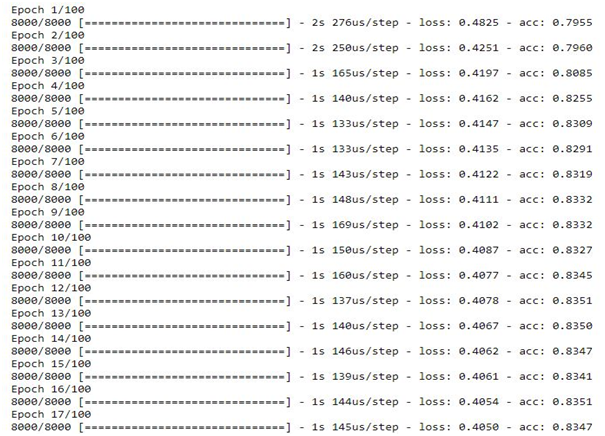 Epoch 1/100
8000/8000 [==============================] - 2s 276us/step - loss: 0.4825 - acc: 0.7955
Epoch 2/100
8000/8000 [==============================] - 2s 250us/step - loss: 0.4251 - acc: 0.7960
Epoch 3/100
8000/8000 [==============================] - 1s 165us/step - loss: 0.4197 - acc: 0.8085
Epoch 4/100
8000/8000 [==============================] - 1s 140us/step - loss: 0.4162 - acc: 0.8255
Epoch 5/100
8000/8000 [==============================] - 1s 133us/step - loss: 0.4147 - acc: 0.8309
Epoch 6/100
8000/8000 [==============================] - 1s 133us/step - loss: 0.4135 - acc: 0.8291
Epoch 7/100
8000/8000 [==============================] - 1s 143us/step - loss: 0.4122 - acc: 0.8319
Epoch 8/100
8000/8000 [==============================] - 1s 148us/step - loss: 0.4111 - acc: 0.8332
Epoch 9/100
8000/8000 [==============================] - 1s 169us/step - loss: 0.4102 - acc: 0.8332
Epoch 10/100
8000/8000 [==============================] - 1s 150us/step - loss: 0.4087 - acc: 0.8327
Epoch 11/100
8000/8000 [==============================] - 1s 160us/step - loss: 0.4077 - acc: 0.8345
Epoch 12/100
8000/8000 [==============================] - 1s 137us/step - loss: 0.4078 - acc: 0.8351
Epoch 13/100
8000/8000 [==============================] - 1s 140us/step - loss: 0.4067 - acc: 0.8350
Epoch 14/100
8000/8000 [==============================] - 1s 146us/step - loss: 0.4062 - acc: 0.8347
Epoch 15/100
8000/8000 [==============================] - 1s 139us/step - loss: 0.4061 - acc: 0.8341
Epoch 16/100
8000/8000 [==============================] - 1s 144us/step - loss: 0.4054 - acc: 0.8351
Epoch 17/100
8000/8000 [==============================] - 1s 145us/step - loss: 0.4050 - acc: 0.8347